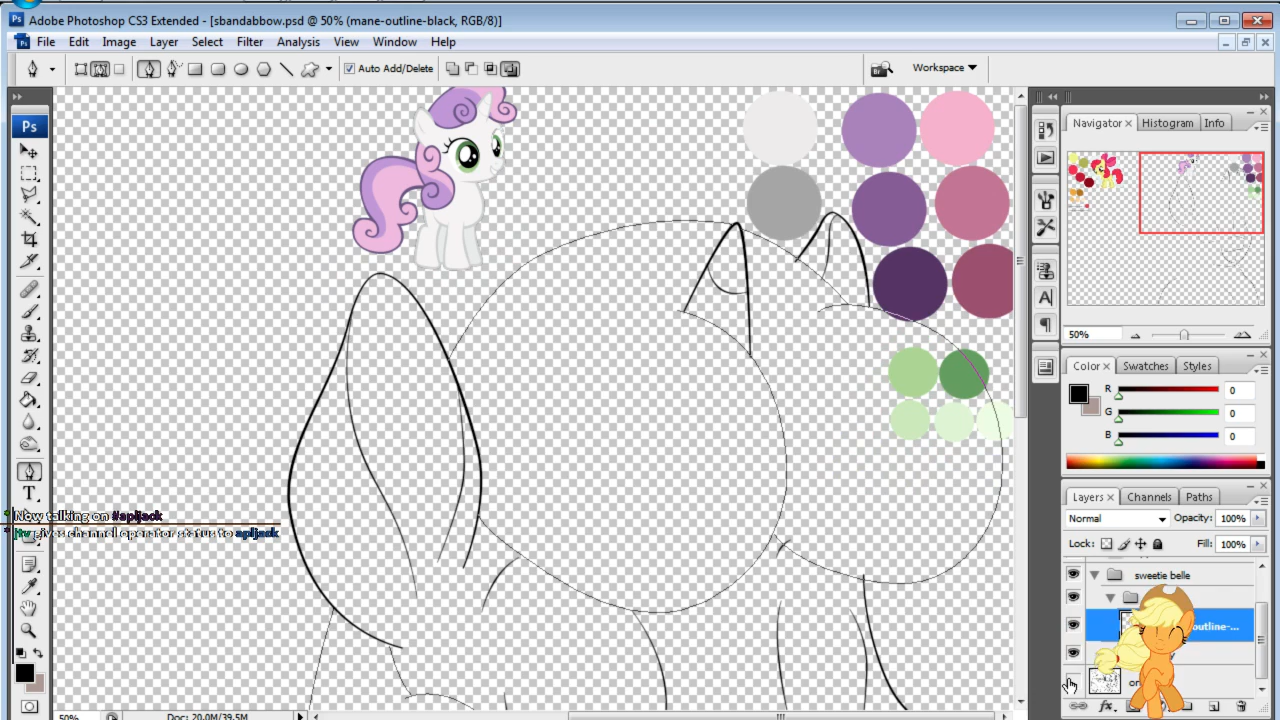 Adobe Photoshop CS3 Extended - [sbandabbow.psd @ 50% (mane-outline-black, RGB/8)]
File Edit Image Layer Select Filter Analysis View Window Help
Auto Add/Delete
Workspace
Ps
Navigator Histogram Info
50%
Color Swatches Styles
R 0
G 0
B 0
Now talking on #apljack
gives channel operator status to apljack
Layers Channels Paths
Normal Opacity: 100%
Lock: Fill: 100%
sweetie belle
outline-...
50% Doc: 20.0M/39.5M